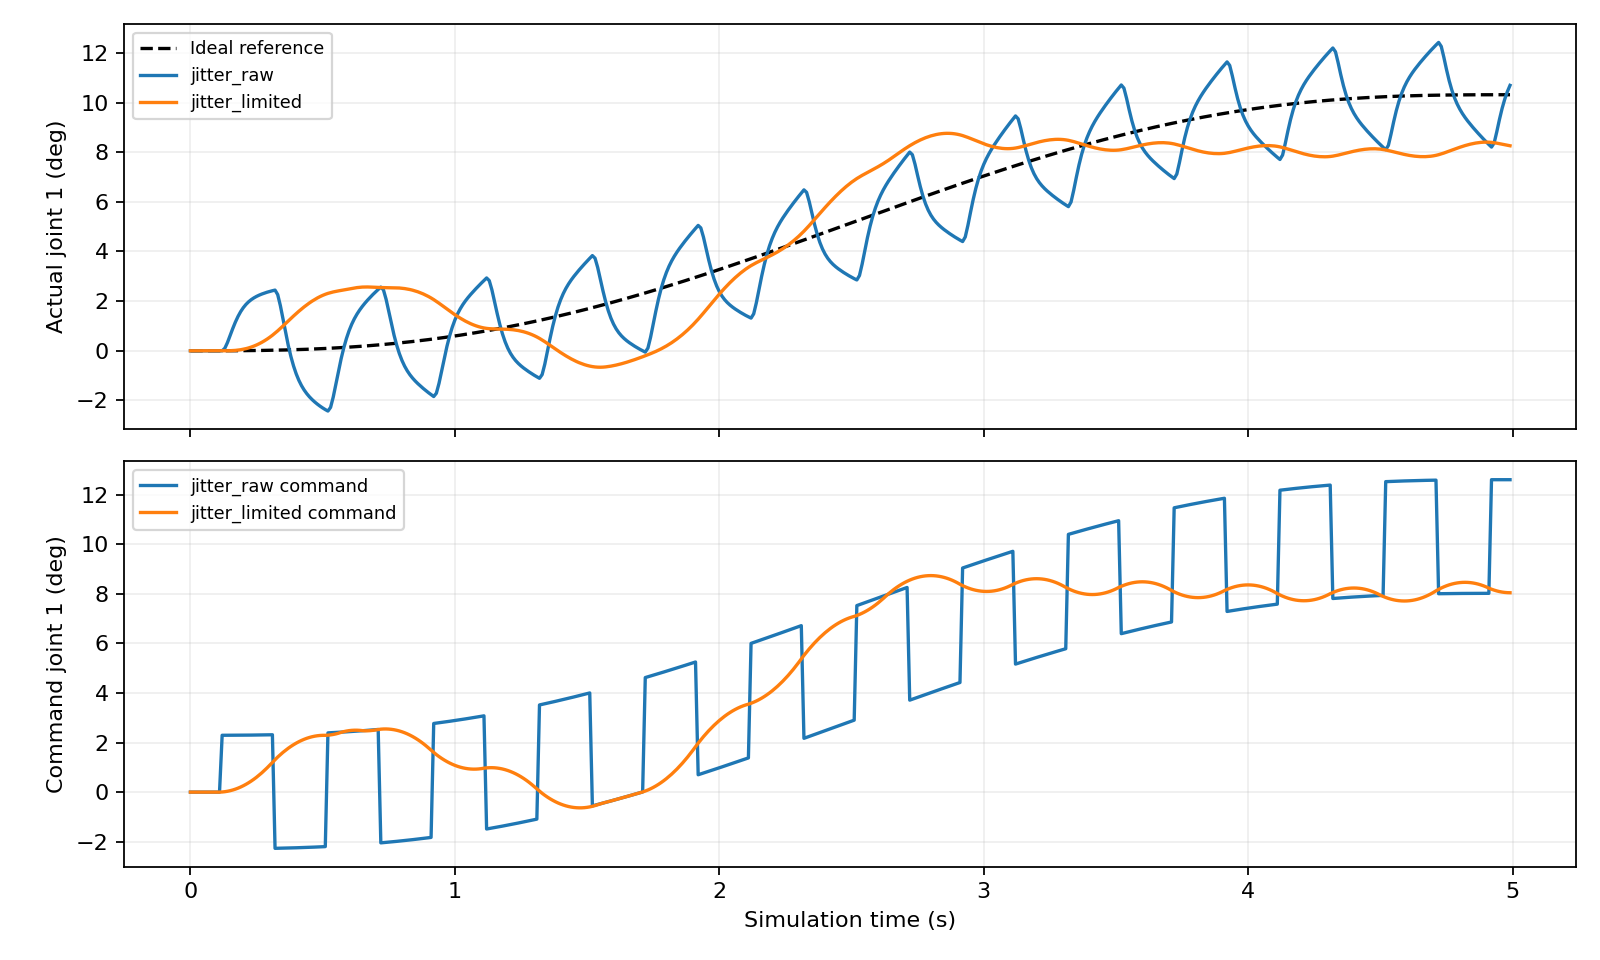 12
10
8
6
4
2
0
−2
Actual joint 1 (deg)
Ideal reference
jitter_raw
jitter_limited
12
10
8
6
4
2
0
−2
Command joint 1 (deg)
jitter_raw command
jitter_limited command
0 1 2 3 4 5
Simulation time (s)